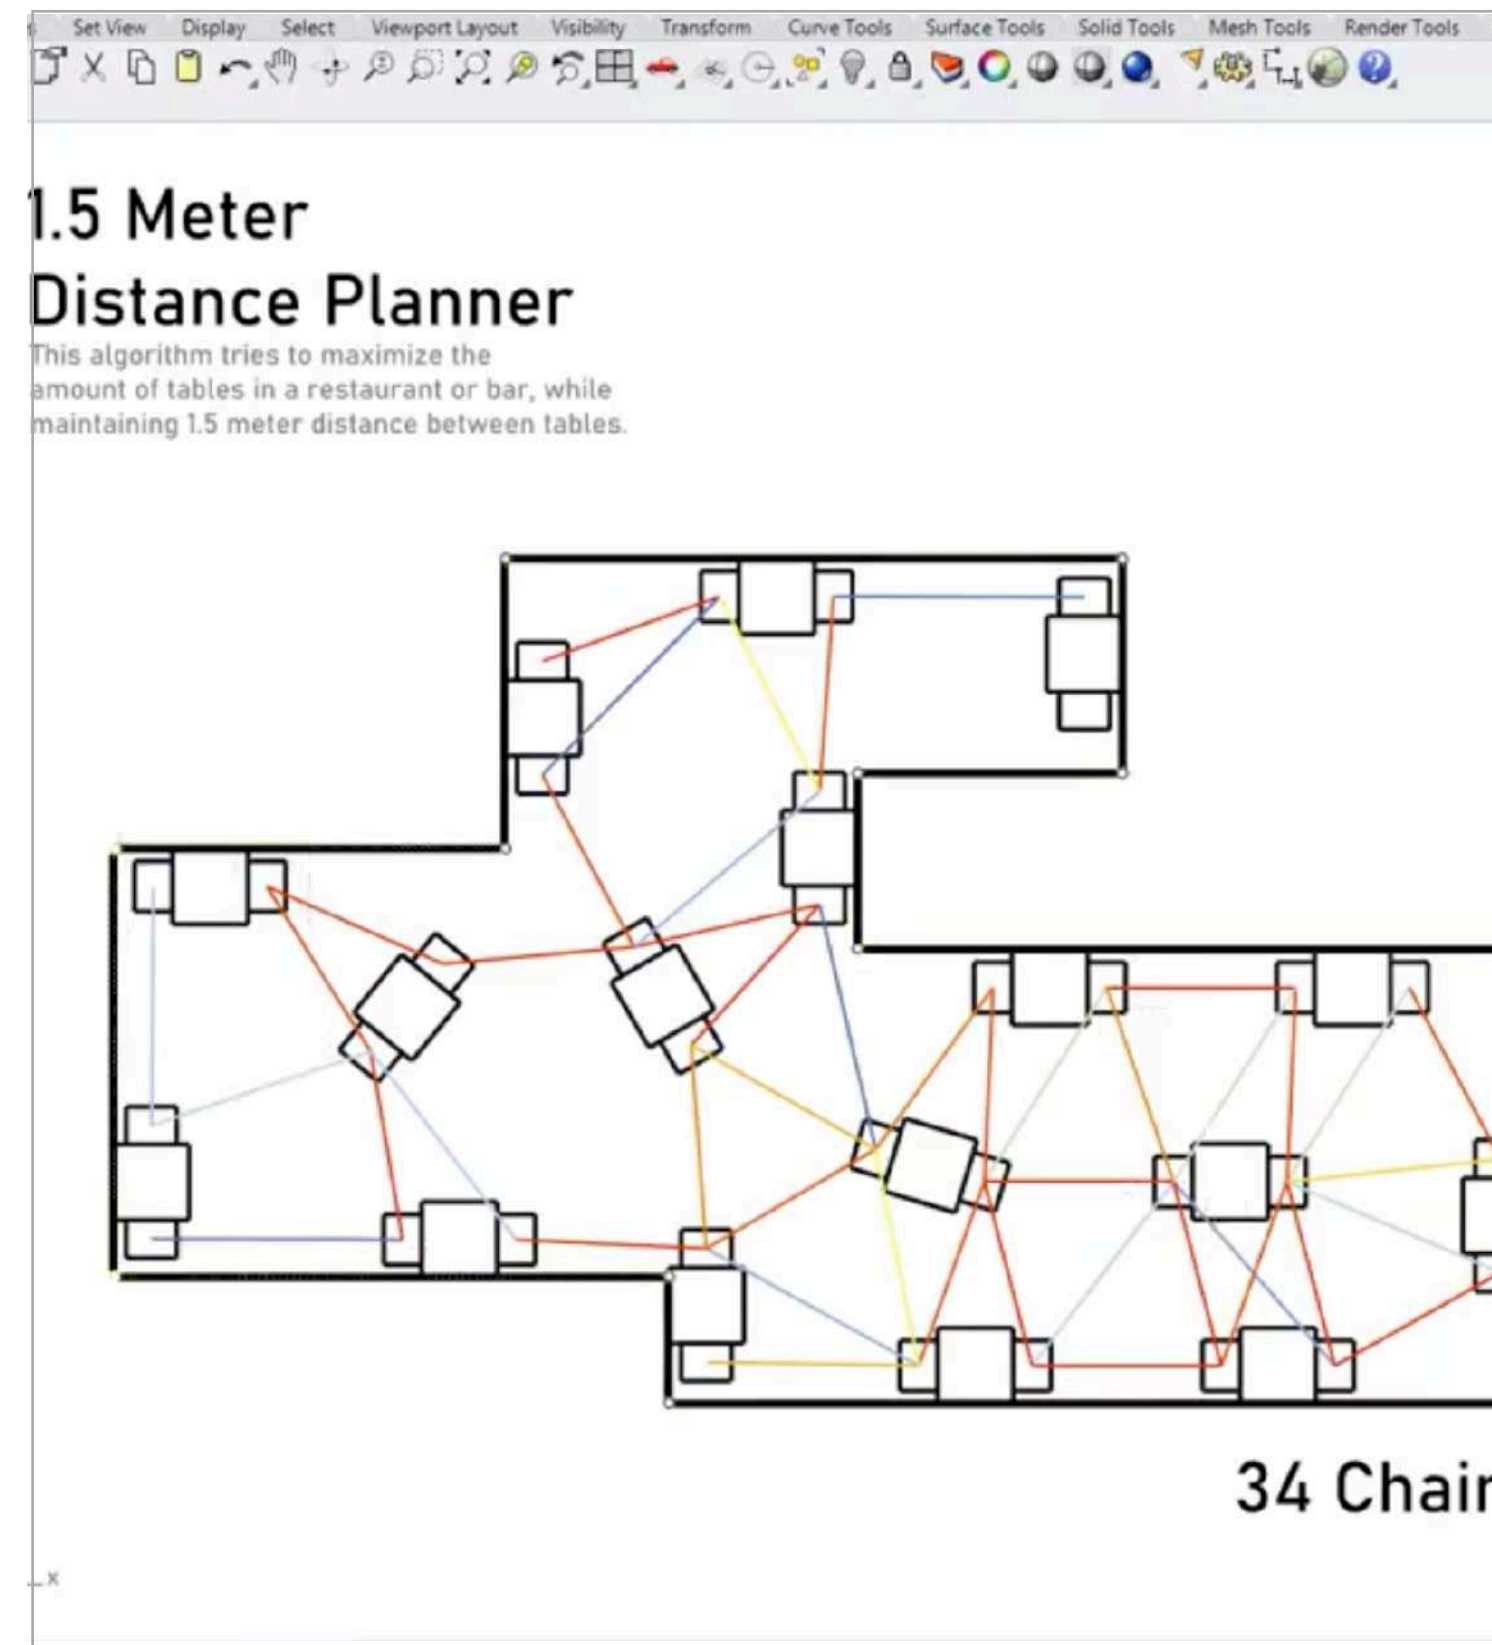 Set View Display Select Viewport Layout Visibility Transform Curve Tools Surface Tools Solid Tools Mesh Tools Render Tools
1.5 Meter
Distance Planner
This algorithm tries to maximize the
amount of tables in a restaurant or bar, while
maintaining 1.5 meter distance between tables.
34 Chair
x